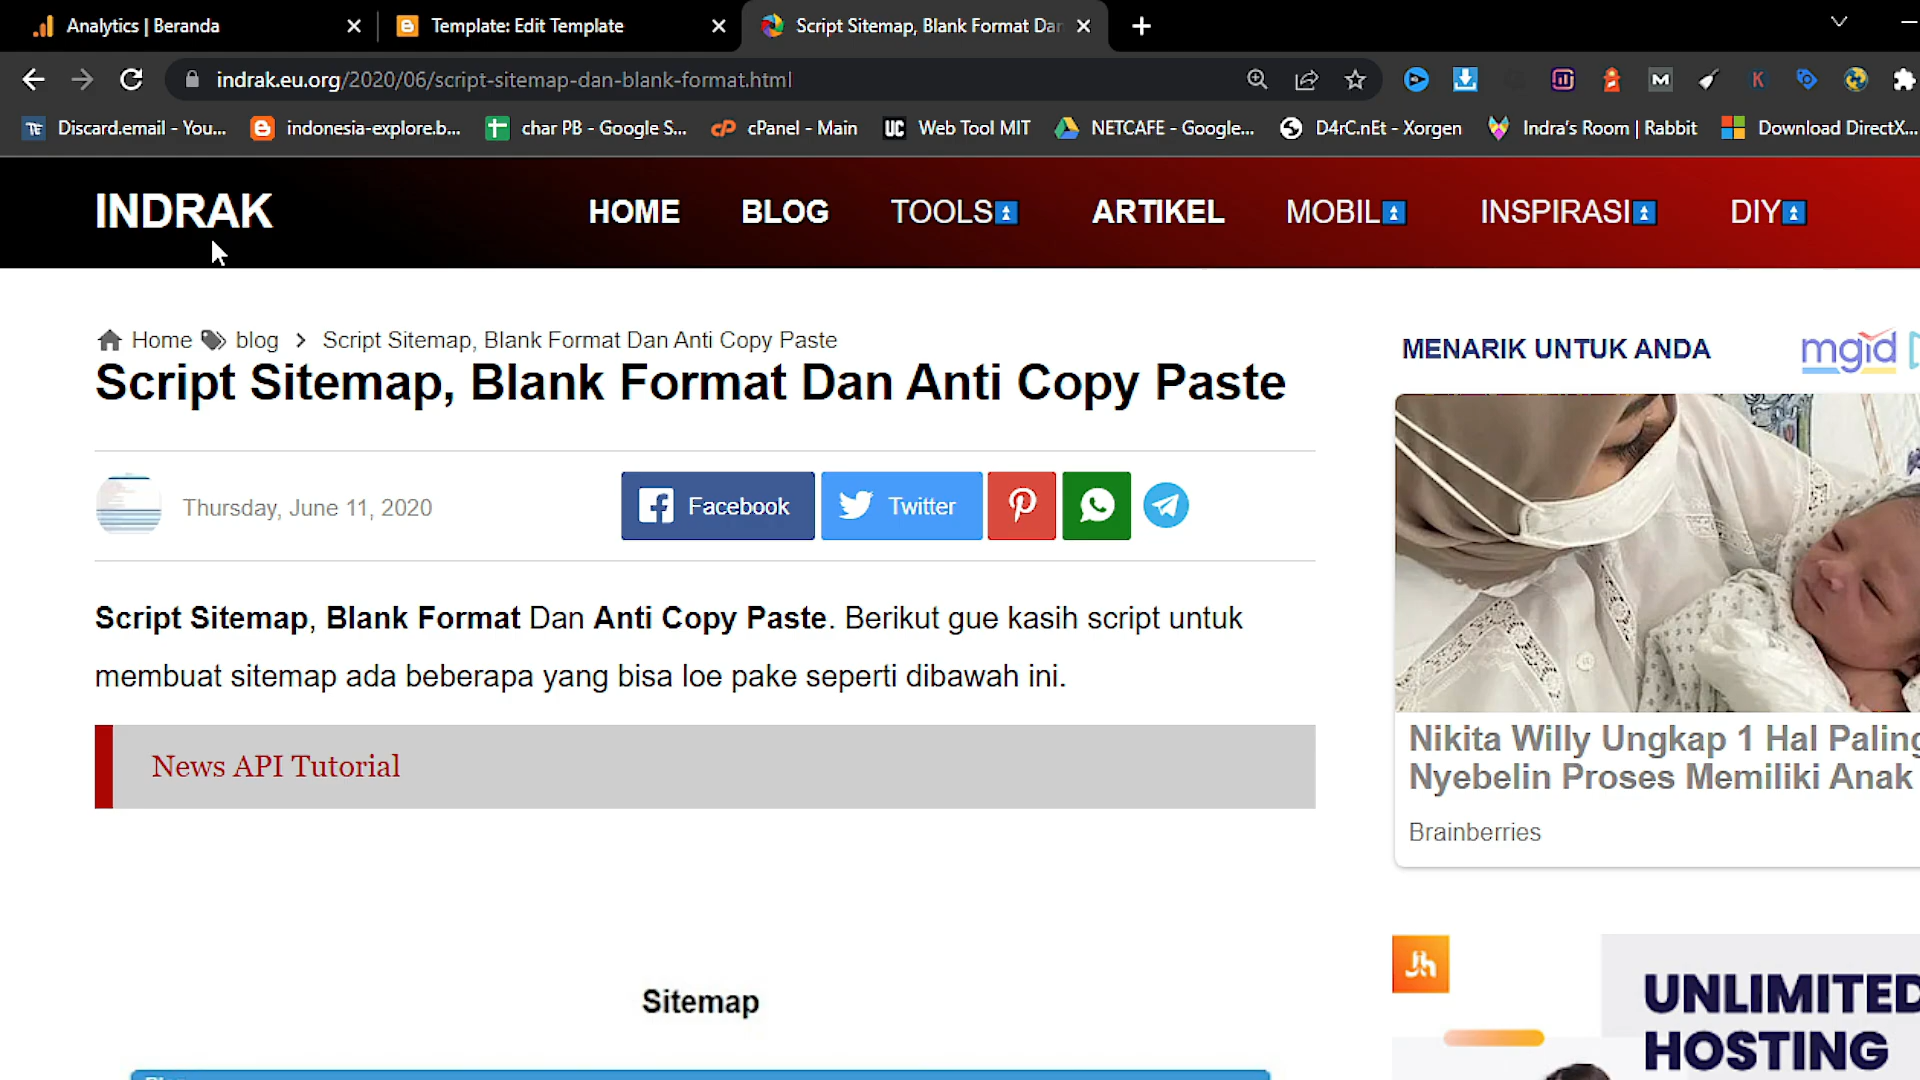 Analytics | Beranda
Template: Edit Template
Script Sitemap, Blank Format Dar
indrak.eu.org/2020/06/script-sitemap-dan-blank-format.html
TE Discard.email - You...
indonesia-explore.b...
char PB - Google S...
cP cPanel - Main
UC Web Tool MIT
NETCAFE - Google...
D4rC.nEt - Xorgen
Indra's Room | Rabbit
Download DirectX...
INDRAK
HOME
BLOG
TOOLS
ARTIKEL
MOBIL
INSPIRASI
DIY
Home blog > Script Sitemap, Blank Format Dan Anti Copy Paste
Script Sitemap, Blank Format Dan Anti Copy Paste
Thursday, June 11, 2020
Facebook
Twitter
Script Sitemap, Blank Format Dan Anti Copy Paste. Berikut gue kasih script untuk
membuat sitemap ada beberapa yang bisa loe pake seperti dibawah ini.
News API Tutorial
Sitemap
MENARIK UNTUK ANDA
mgid
Nikita Willy Ungkap 1 Hal Paling
Nyebelin Proses Memiliki Anak
Brainberries
Jh
UNLIMITED
HOSTING